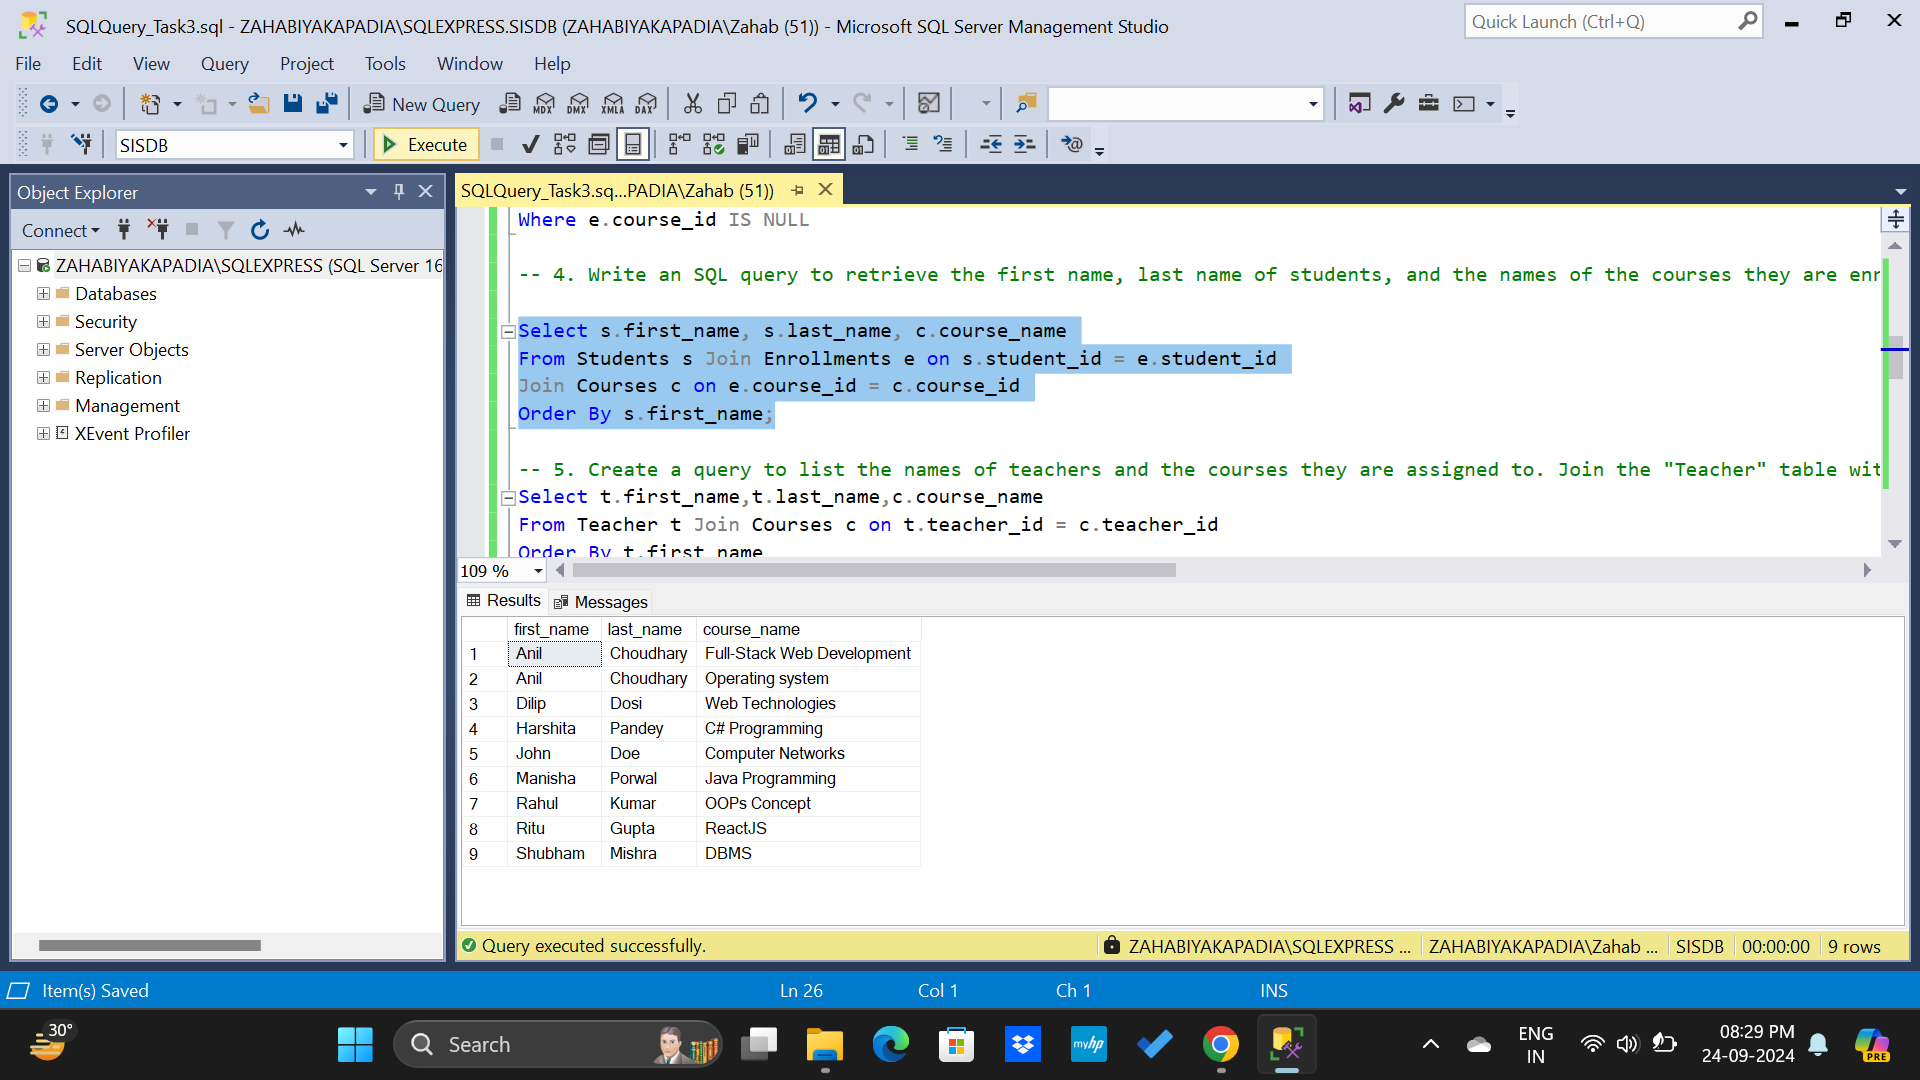 SQLQuery_Task3.sql - ZAHABIYAKAPADIA\SQLEXPRESS.SISDB (ZAHABIYAKAPADIA\Zahab (51)) - Microsoft SQL Server Management Studio
Quick Launch (Ctrl+Q)
File Edit View Query Project Tools Window Help
New Query MDX DMX XMLA DAX
SISDB Execute
Object Explorer
Connect
ZAHABIYAKAPADIA\SQLEXPRESS (SQL Server 16
Databases
Security
Server Objects
Replication
Management
XEvent Profiler
SQLQuery_Task3.sq...PADIA\Zahab (51))
Where e.course_id IS NULL
-- 4. Write an SQL query to retrieve the first name, last name of students, and the names of the courses they are enr
Select s.first_name, s.last_name, c.course_name
From Students s Join Enrollments e on s.student_id = e.student_id
Join Courses c on e.course_id = c.course_id
Order By s.first_name;
-- 5. Create a query to list the names of teachers and the courses they are assigned to. Join the "Teacher" table wit
Select t.first_name,t.last_name,c.course_name
From Teacher t Join Courses c on t.teacher_id = c.teacher_id
Order By t.first_name
109 %
Results Messages
first_name last_name course_name
1 Anil Choudhary Full-Stack Web Development
2 Anil Choudhary Operating system
3 Dilip Dosi Web Technologies
4 Harshita Pandey C# Programming
5 John Doe Computer Networks
6 Manisha Porwal Java Programming
7 Rahul Kumar OOPs Concept
8 Ritu Gupta ReactJS
9 Shubham Mishra DBMS
Query executed successfully. ZAHABIYAKAPADIA\SQLEXPRESS ... ZAHABIYAKAPADIA\Zahab ... SISDB 00:00:00 9 rows
Item(s) Saved Ln 26 Col 1 Ch 1 INS
30°
Search
myhp
ENG
IN
08:29 PM
24-09-2024
PRE